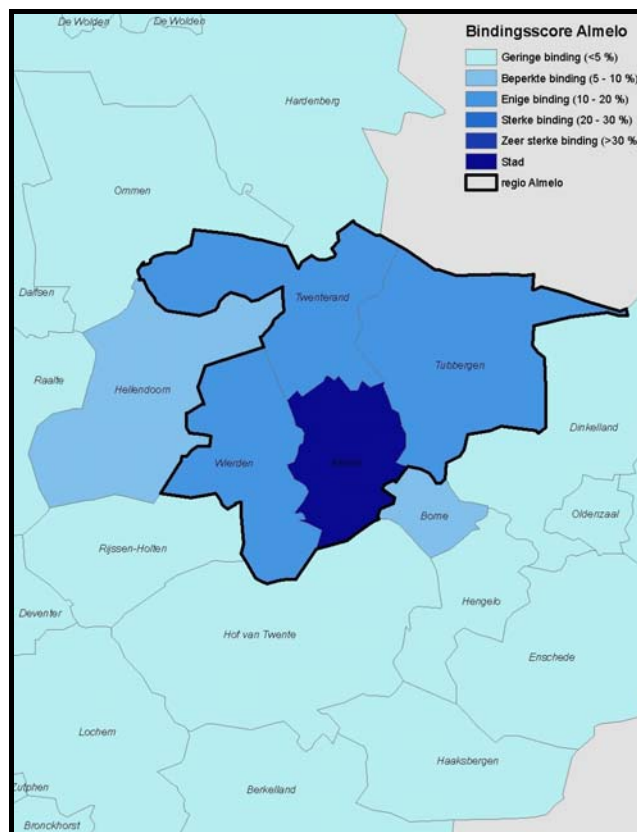 Bindingsscore Almelo
Geringe binding (<5 %)
Beperkte binding (5 - 10 %)
Enige binding (10 - 20 %)
Sterke binding (20 - 30 %)
Zeer sterke binding (>30 %
Stad
regio Almelo
De Wolden
De Wolden
Hardenberg
Ommen
Dalfsen
Twenterand
Tubbergen
Raalte
Hellendoorn
Dinkelland
Wierden
Almelo
Borne
Oldenzaal
Rijssen-Holten
Hengelo
Deventer
Hof van Twente
Enschede
Lochem
Haaksbergen
Zutphen
Berkelland
Bronckhorst